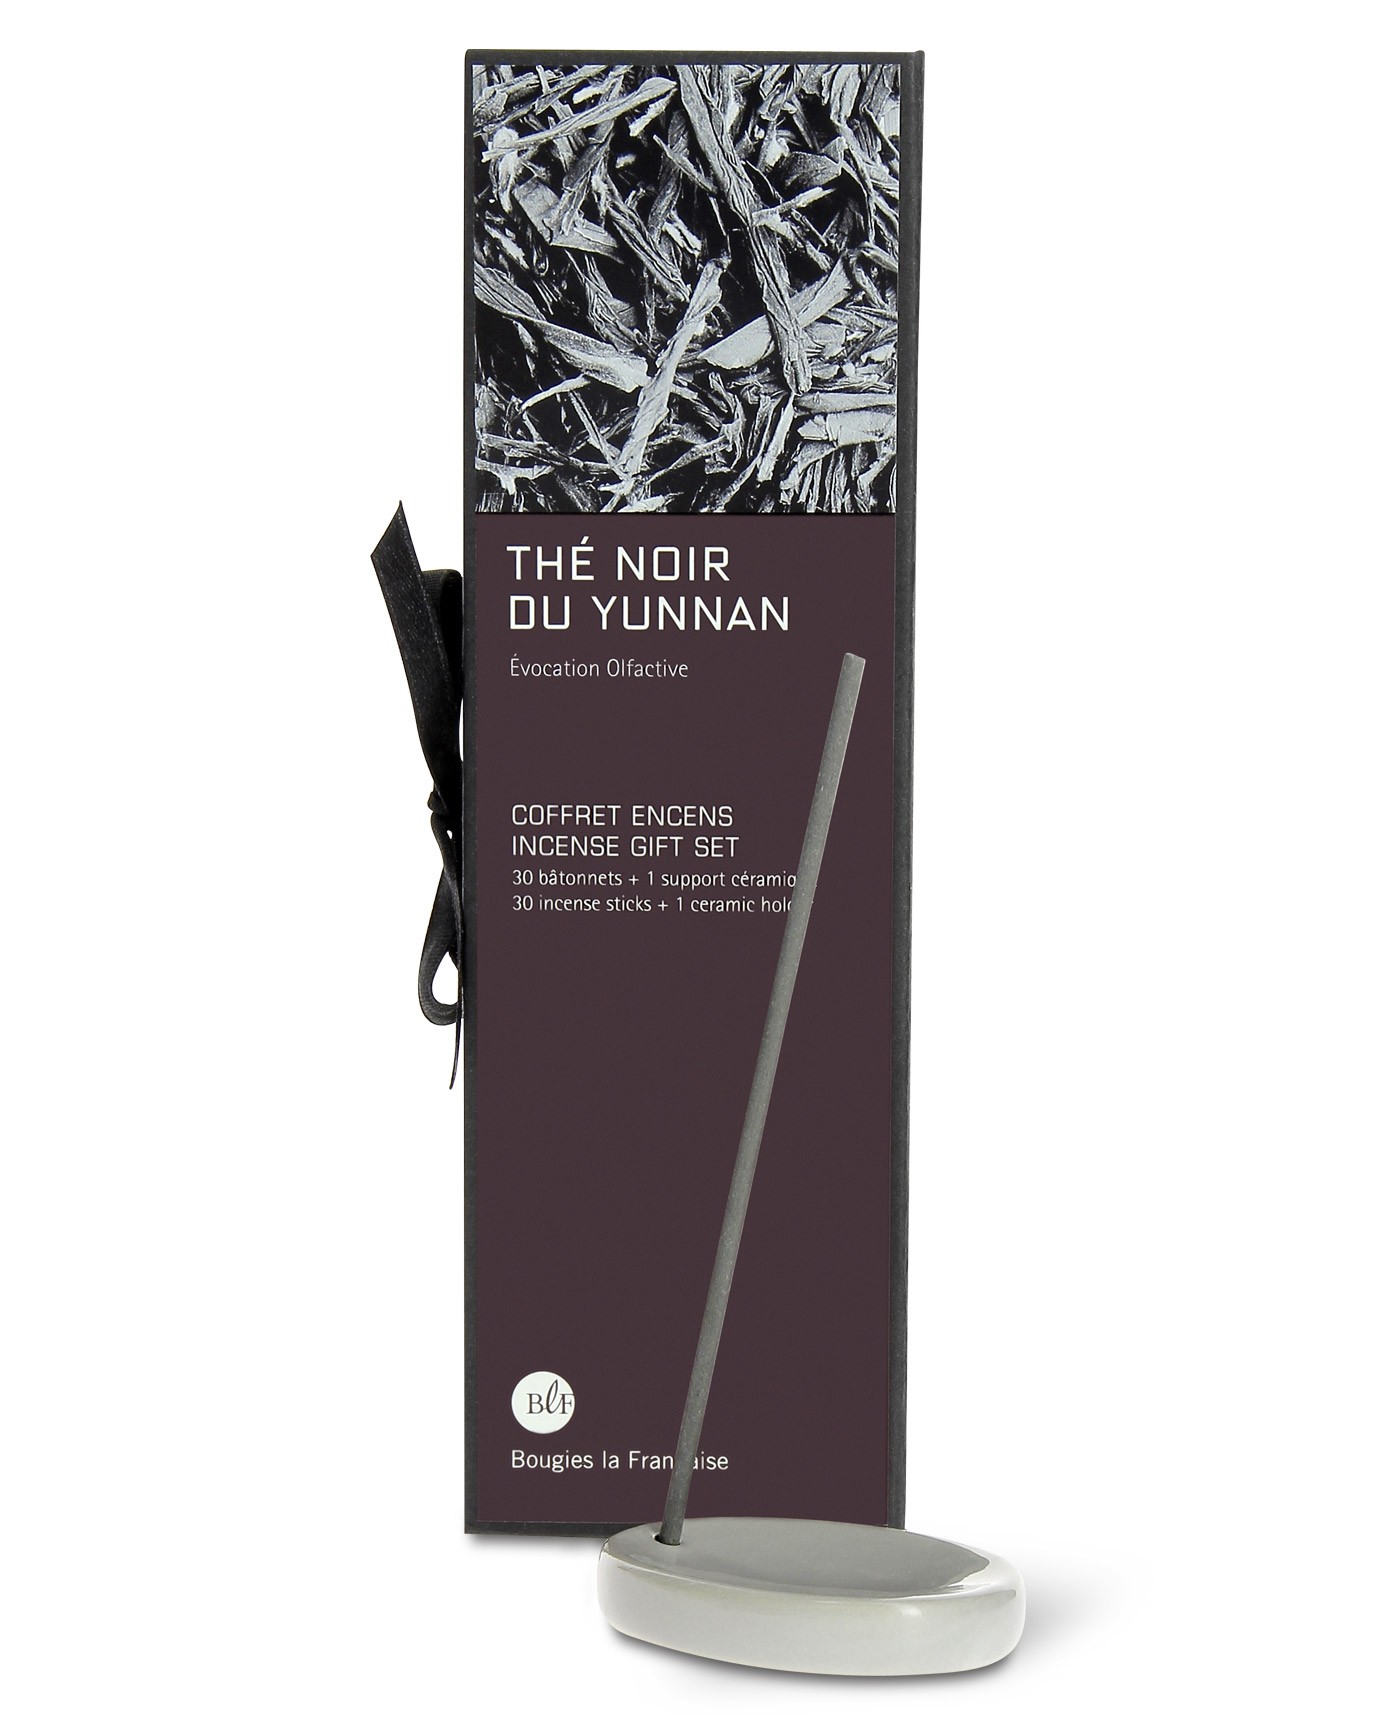 THÉ NOIR
DU YUNNAN
Évocation Olfactive
COFFRET ENCENS
INCENSE GIFT SET
30 bâtonnets + 1 support
30 incense sticks + 1 ceramic
BlF
Bougies la